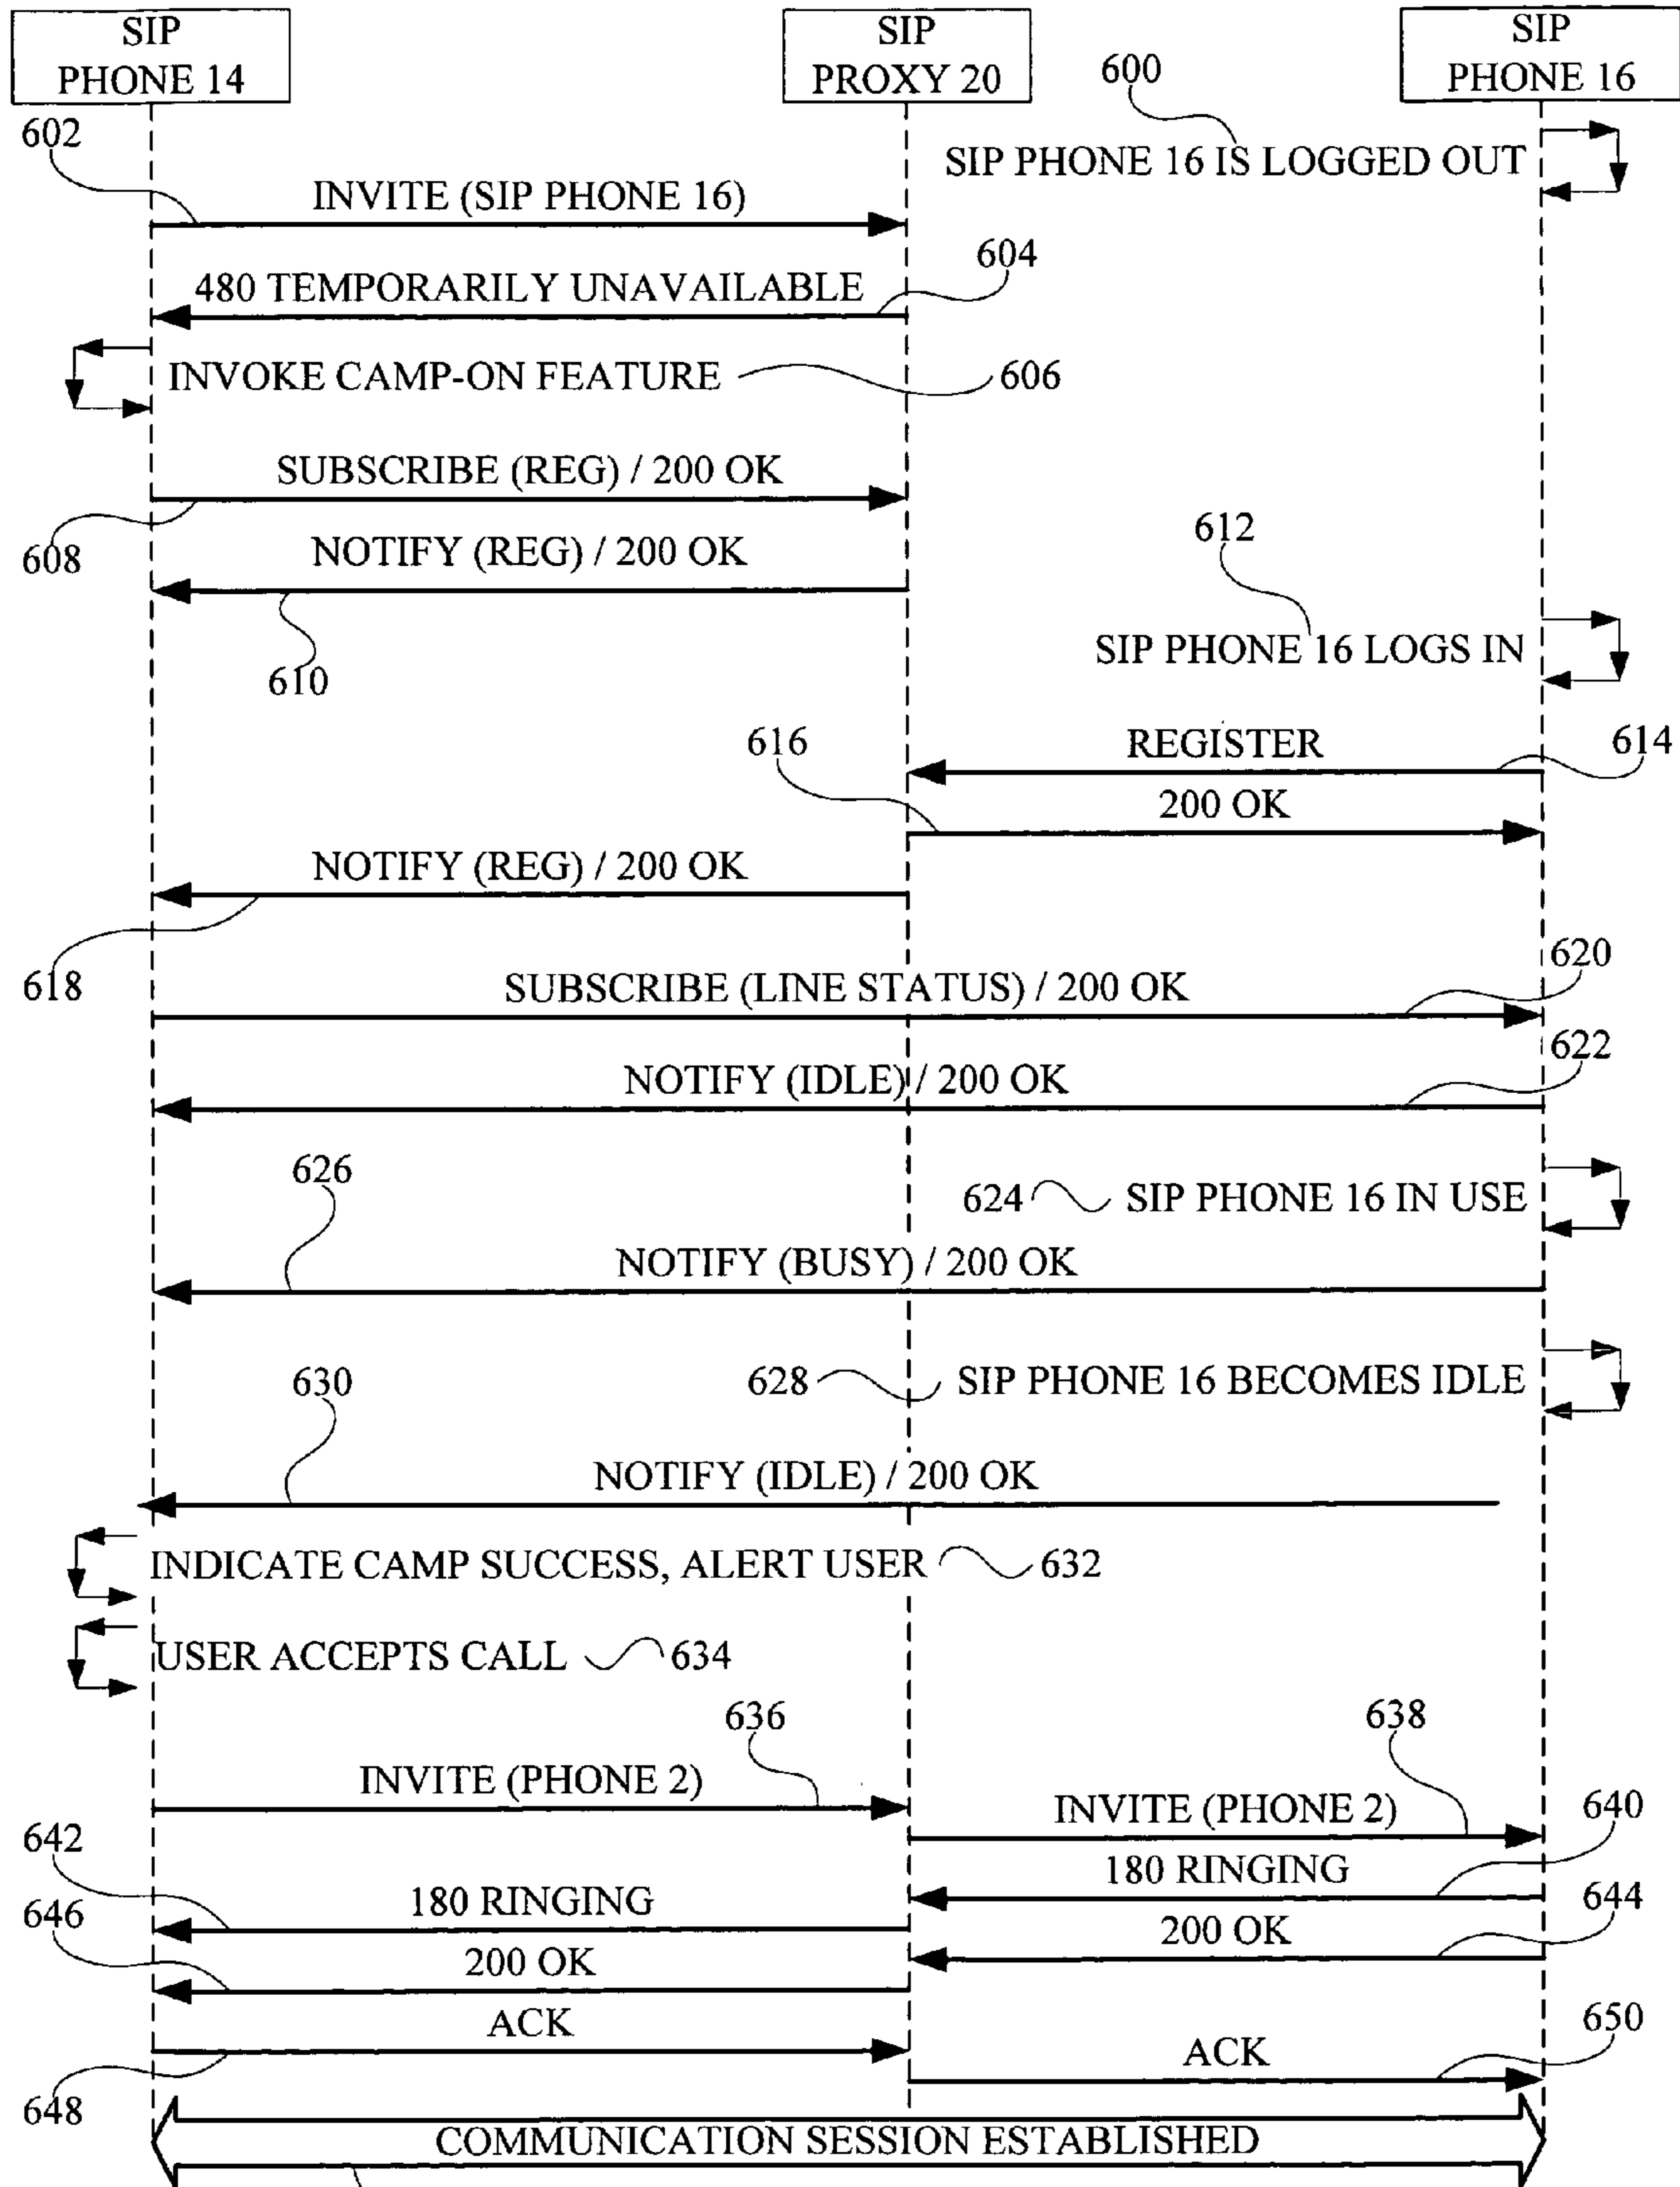 SIP
PHONE 14
SIP
PROXY 20
SIP
PHONE 16
600
602
SIP PHONE 16 IS LOGGED OUT
INVITE (SIP PHONE 16)
604
480 TEMPORARILY UNAVAILABLE
INVOKE CAMP-ON FEATURE
606
SUBSCRIBE (REG) / 200 OK
608
612
NOTIFY (REG) / 200 OK
610
SIP PHONE 16 LOGS IN
616
REGISTER
614
200 OK
NOTIFY (REG) / 200 OK
618
620
SUBSCRIBE (LINE STATUS) / 200 OK
622
NOTIFY (IDLE) / 200 OK
626
624
SIP PHONE 16 IN USE
NOTIFY (BUSY) / 200 OK
630
628
SIP PHONE 16 BECOMES IDLE
NOTIFY (IDLE) / 200 OK
INDICATE CAMP SUCCESS, ALERT USER
632
USER ACCEPTS CALL
634
636
638
INVITE (PHONE 2)
INVITE (PHONE 2)
640
642
180 RINGING
180 RINGING
646
644
200 OK
200 OK
ACK
650
ACK
648
COMMUNICATION SESSION ESTABLISHED